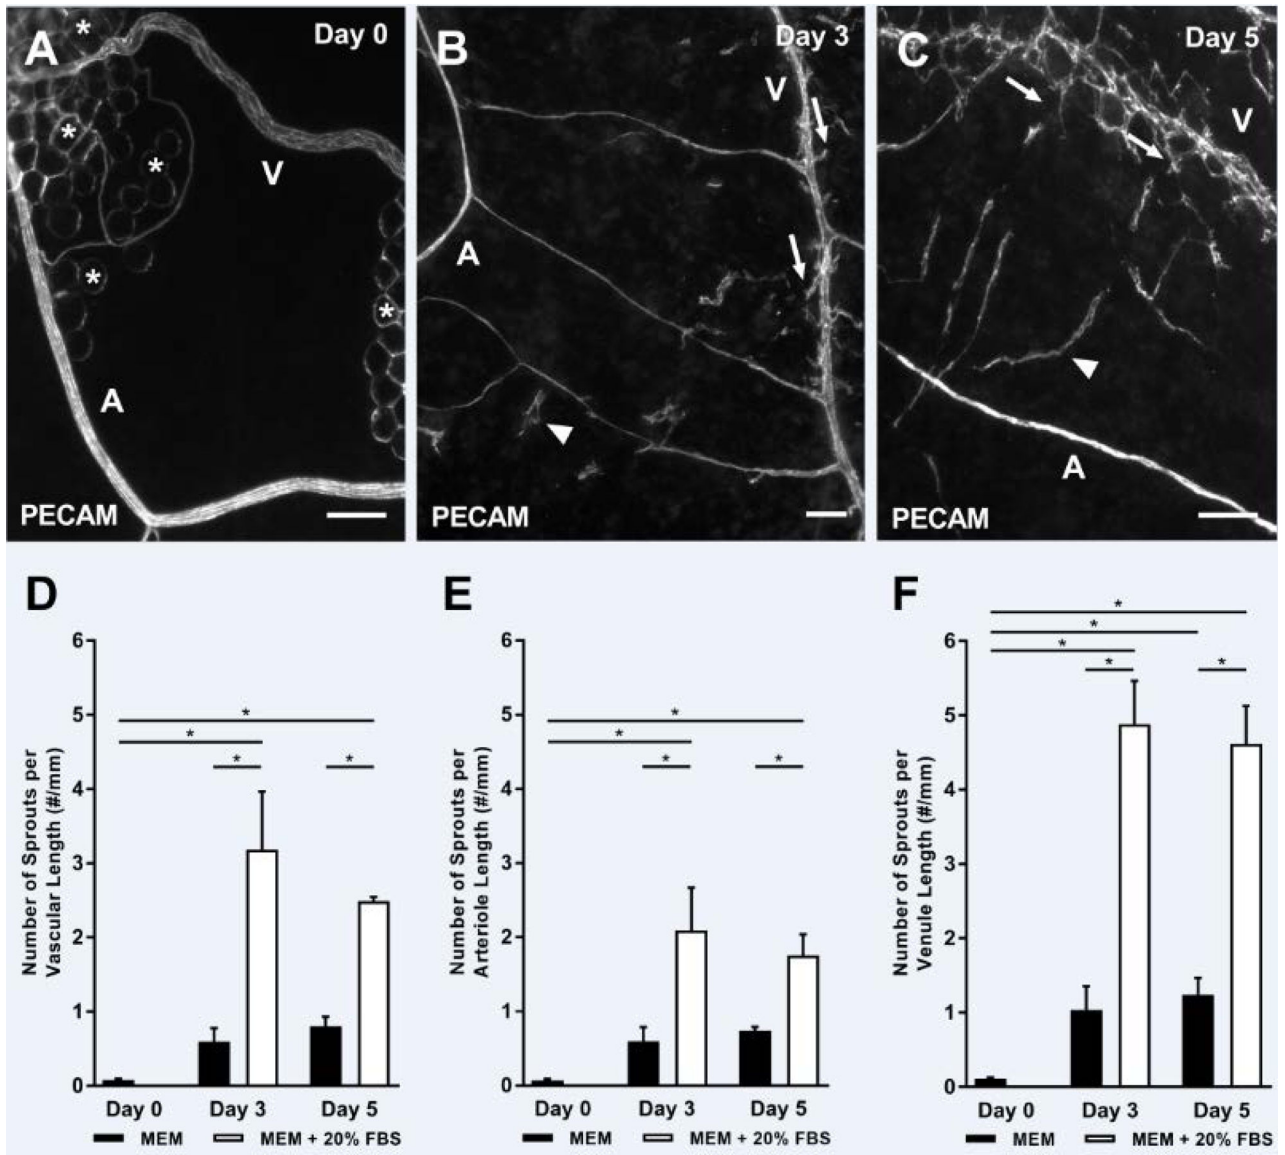 A
Day 0
*
*
*
*
*
V
A
PECAM
B
Day 3
V
A
PECAM
C
Day 5
V
A
PECAM
D
Number of Sprouts per
Vascular Length (#/mm)
6
5
4
3
2
1
0
*
*
*
*
Day 0 Day 3 Day 5
MEM MEM + 20% FBS
E
Number of Sprouts per
Arteriole Length (#/mm)
6
5
4
3
2
1
0
*
*
*
*
Day 0 Day 3 Day 5
MEM MEM + 20% FBS
F
Number of Sprouts per
Venule Length (#/mm)
6
5
4
3
2
1
0
*
*
*
*
*
Day 0 Day 3 Day 5
MEM MEM + 20% FBS